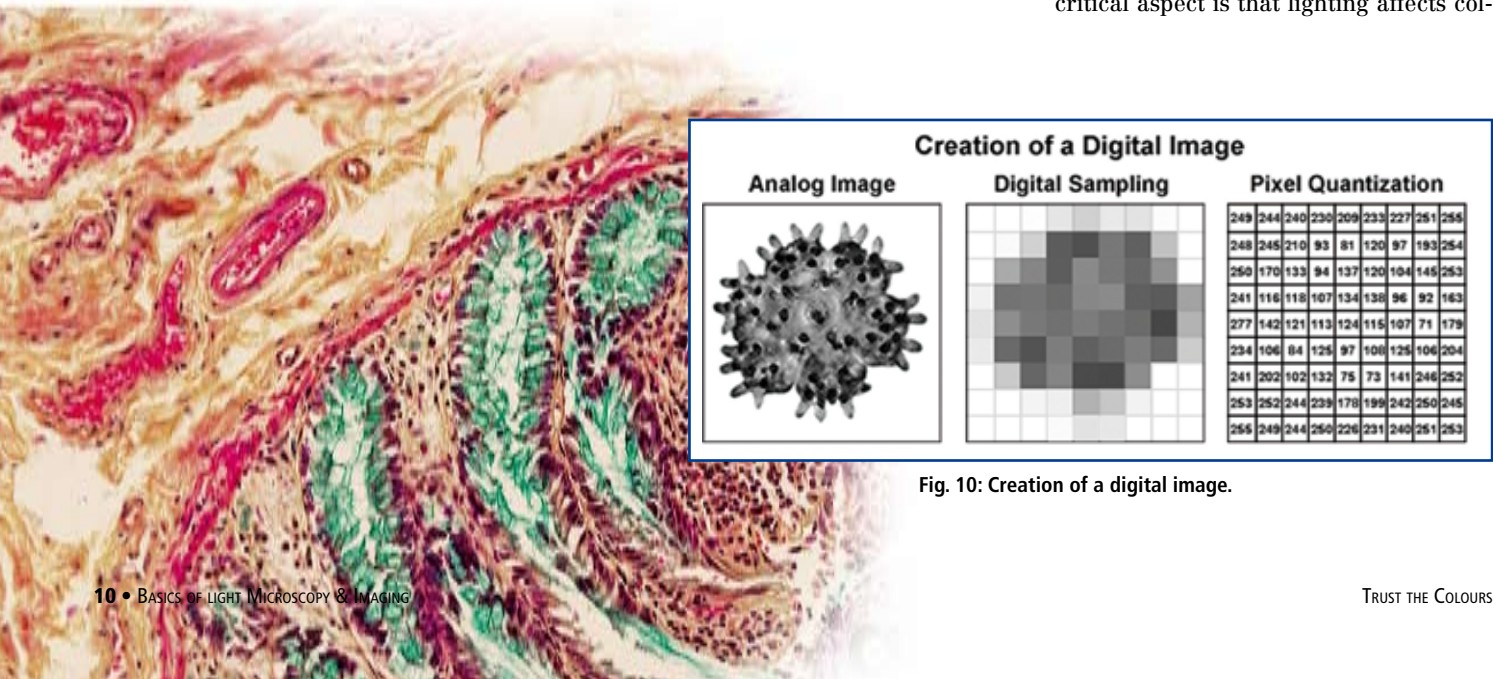 critical aspect is that lighting affects col-
Creation of a Digital Image
Analog Image Digital Sampling Pixel Quantization
249 244 240 230 209 233 227 251 255
248 245 210 93 81 120 97 193 254
250 170 133 94 137 120 104 145 253
241 116 118 107 134 138 96 92 163
277 142 121 113 124 115 107 71 179
234 106 84 125 97 108 125 106 204
241 202 102 132 75 73 141 246 252
253 252 244 239 178 199 242 250 245
255 249 244 250 226 231 240 251 253
Fig. 10: Creation of a digital image.
10 • Basics of light Microscopy & Imaging
Trust the Colours